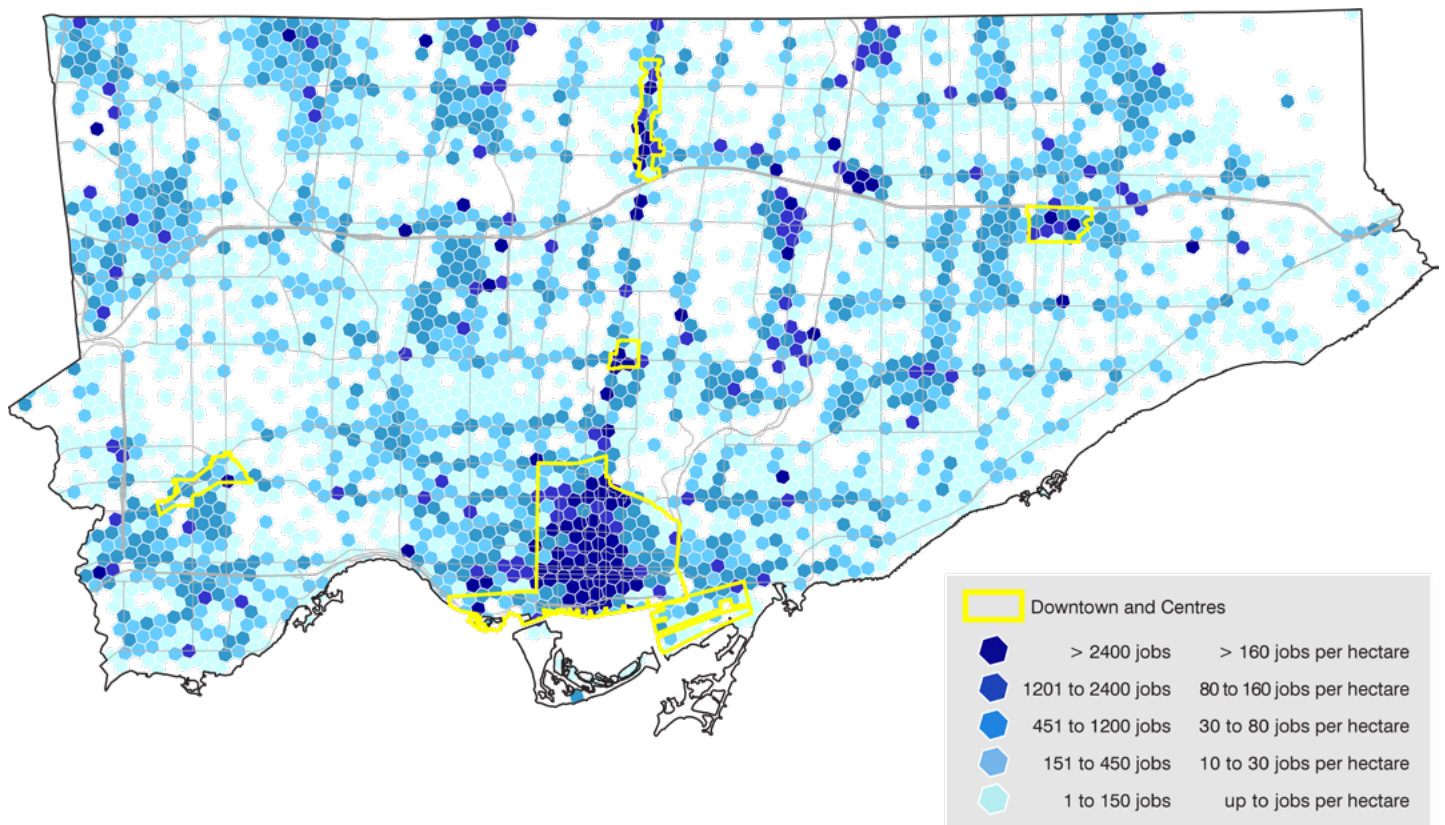 Downtown and Centres
> 2400 jobs > 160 jobs per hectare
1201 to 2400 jobs 80 to 160 jobs per hectare
451 to 1200 jobs 30 to 80 jobs per hectare
151 to 450 jobs 10 to 30 jobs per hectare
1 to 150 jobs up to jobs per hectare